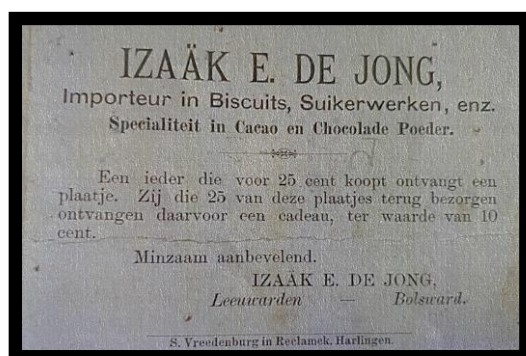 IZAÄK E. DE JONG,
Importeur in Biscuits, Suikerwerken, enz.
Specialiteit in Cacao en Chocolade Poeder.
Een ieder die voor 25 cent koopt ontvangt een
plaatje. Zij die 25 van deze plaatjes terug bezorgen
ontvangen daarvoor een cadeau, ter waarde van 10
cent.
Minzaam aanbevelend.
IZAÄK E. DE JONG,
Leeuwarden — Bolsward.
S. Vreedenburg in Reclamek. Harlingen.